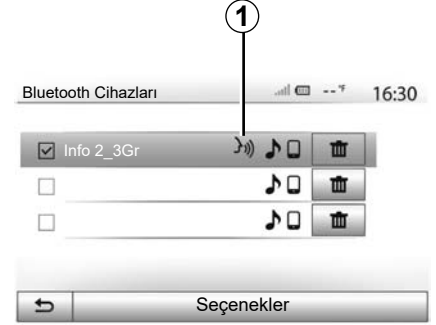 1
Bluetooth Cihazları --°F 16:30
Info 2_3Gr
Seçenekler